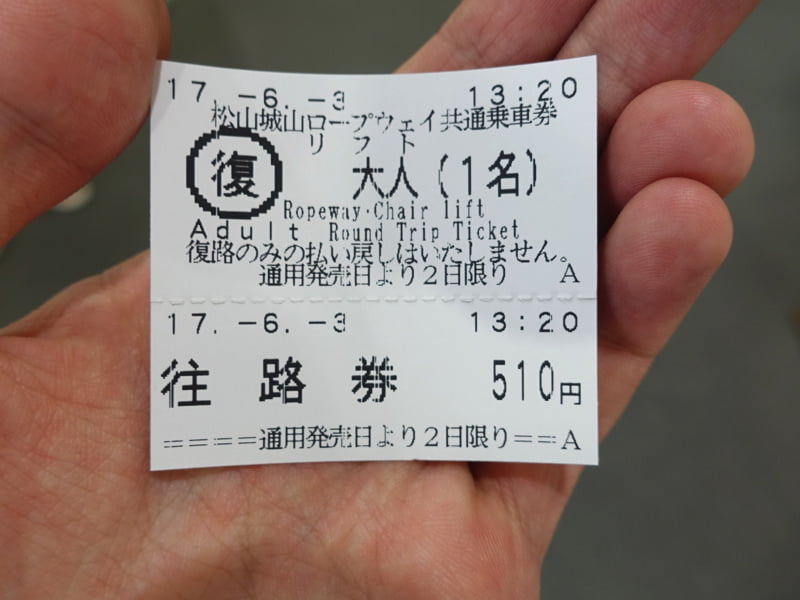 17. -6. -3 13:20
松山城山ロープウェイ共通乗車券
リフト
復 大人(1名)
Ropeway・Chair lift
Adult Round Trip Ticket
復路のみの払い戻しはいたしません。
通用発売日より2日限り A
17. -6. -3 13:20
往路券 510円
=====通用発売日より2日限り==A